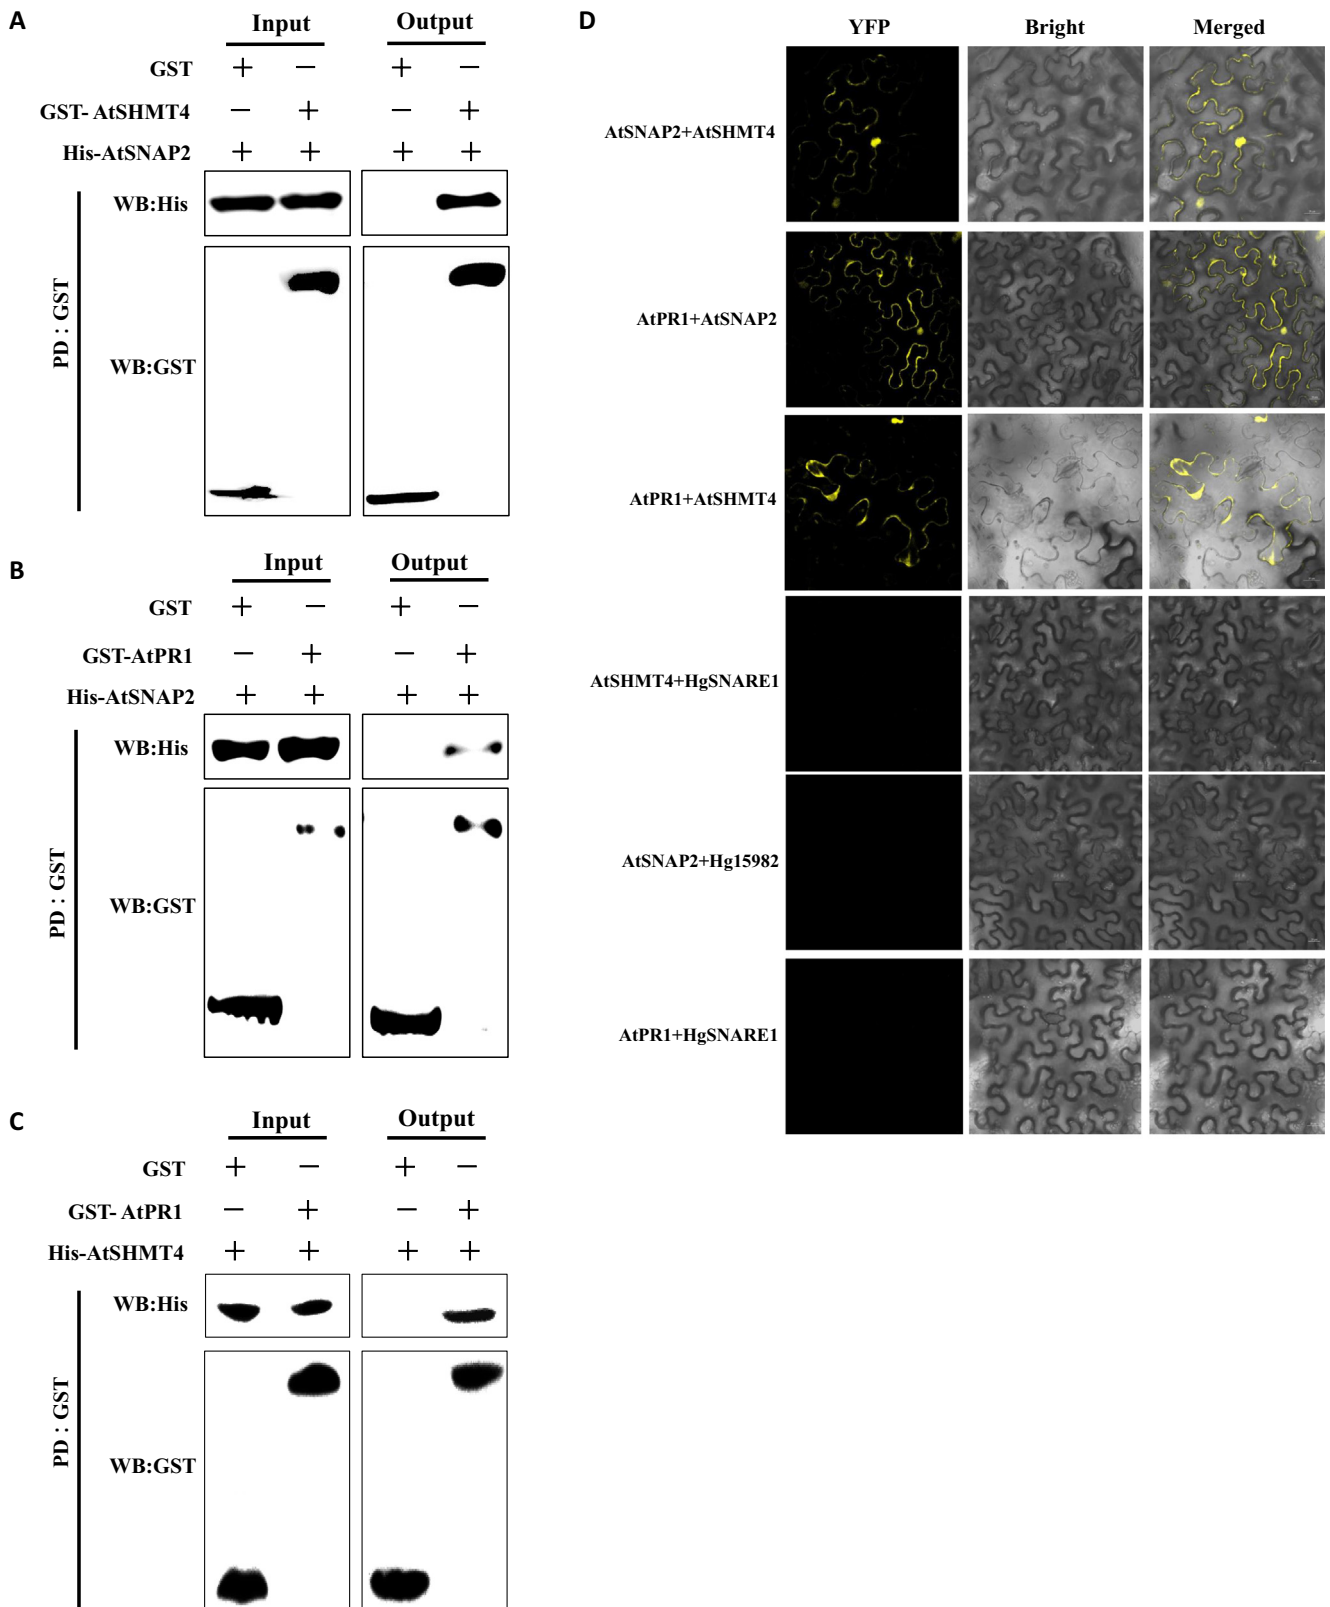 A
Input Output
GST + − + −
GST- AtSHMT4 − + − +
His-AtSNAP2 + + + +
WB:His
WB:GST
PD : GST
B
Input Output
GST + − + −
GST-AtPR1 − + − +
His-AtSNAP2 + + + +
WB:His
WB:GST
PD : GST
C
Input Output
GST + − + −
GST- AtPR1 − + − +
His-AtSHMT4 + + + +
WB:His
WB:GST
PD : GST
D
YFP Bright Merged
AtSNAP2+AtSHMT4
AtPR1+AtSNAP2
AtPR1+AtSHMT4
AtSHMT4+HgSNARE1
AtSNAP2+Hg15982
AtPR1+HgSNARE1